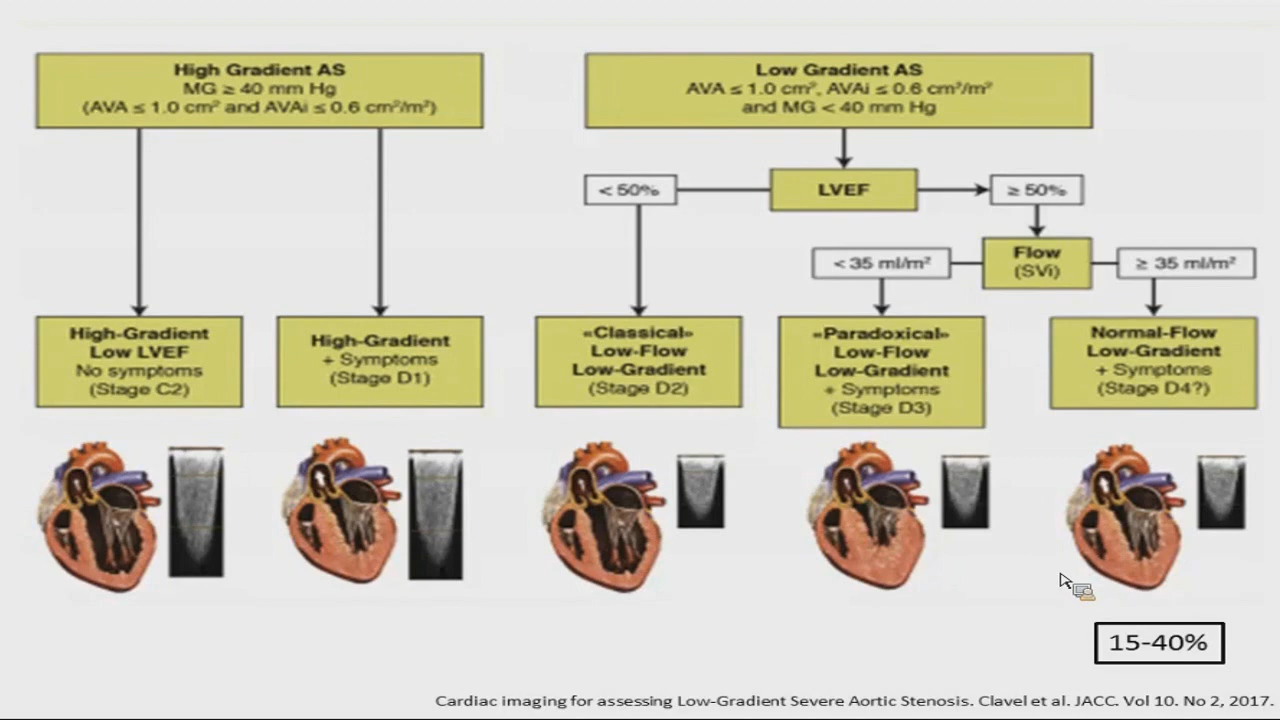 High Gradient AS
MG ≥ 40 mm Hg
(AVA ≤ 1.0 cm² and AVAi ≤ 0.6 cm²/m²)
Low Gradient AS
AVA ≤ 1.0 cm², AVAi ≤ 0.6 cm²/m²
and MG < 40 mm Hg
< 50%
LVEF
≥ 50%
< 35 ml/m²
Flow
(SVi)
≥ 35 ml/m²
High-Gradient
Low LVEF
No symptoms
(Stage C2)
High-Gradient
+ Symptoms
(Stage D1)
«Classical»
Low-Flow
Low-Gradient
(Stage D2)
«Paradoxical»
Low-Flow
Low-Gradient
+ Symptoms
(Stage D3)
Normal-Flow
Low-Gradient
+ Symptoms
(Stage D4?)
15-40%
Cardiac imaging for assessing Low-Gradient Severe Aortic Stenosis. Clavel et al. JACC. Vol 10. No 2, 2017.